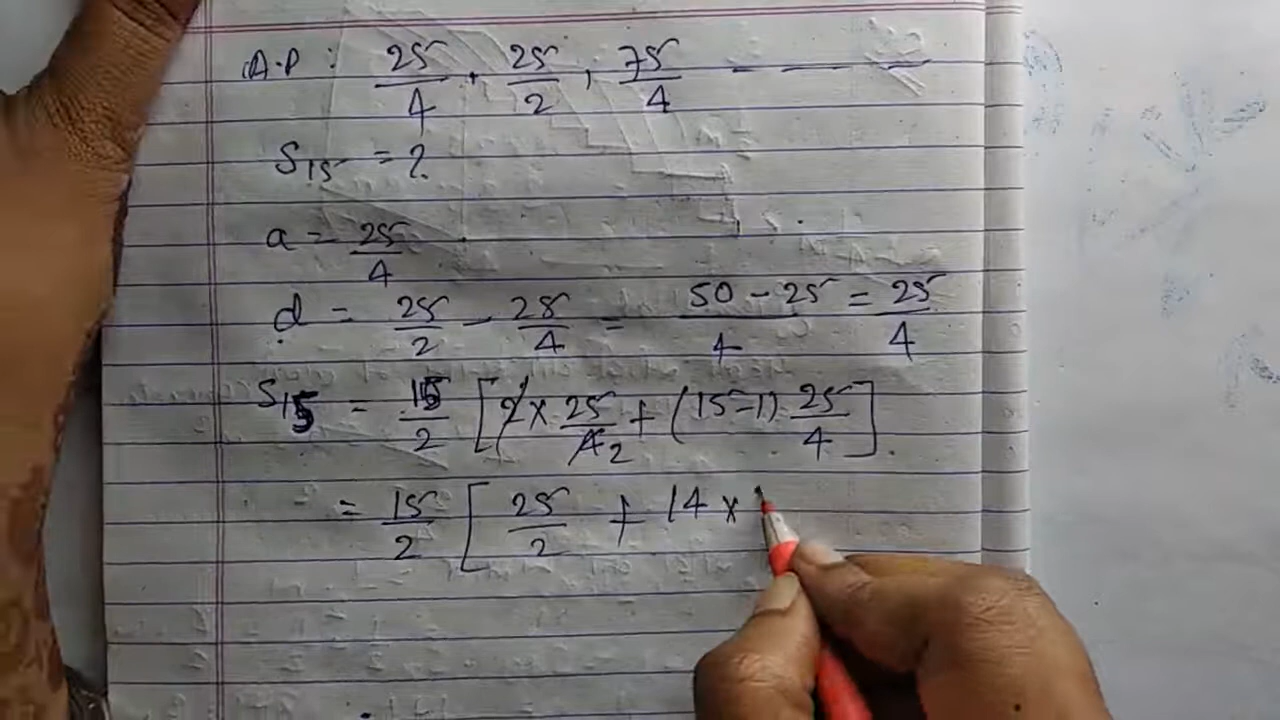 A.P : 25/4, 25/2, 75/4 - - - - -
S15 = ?
a = 25/4
d = 25/2 - 25/4 = (50 - 25)/4 = 25/4
S15 = 15/2 [2 × 25/4 2 + (15-1) 25/4]
= 15/2 [25/2 + 14 ×